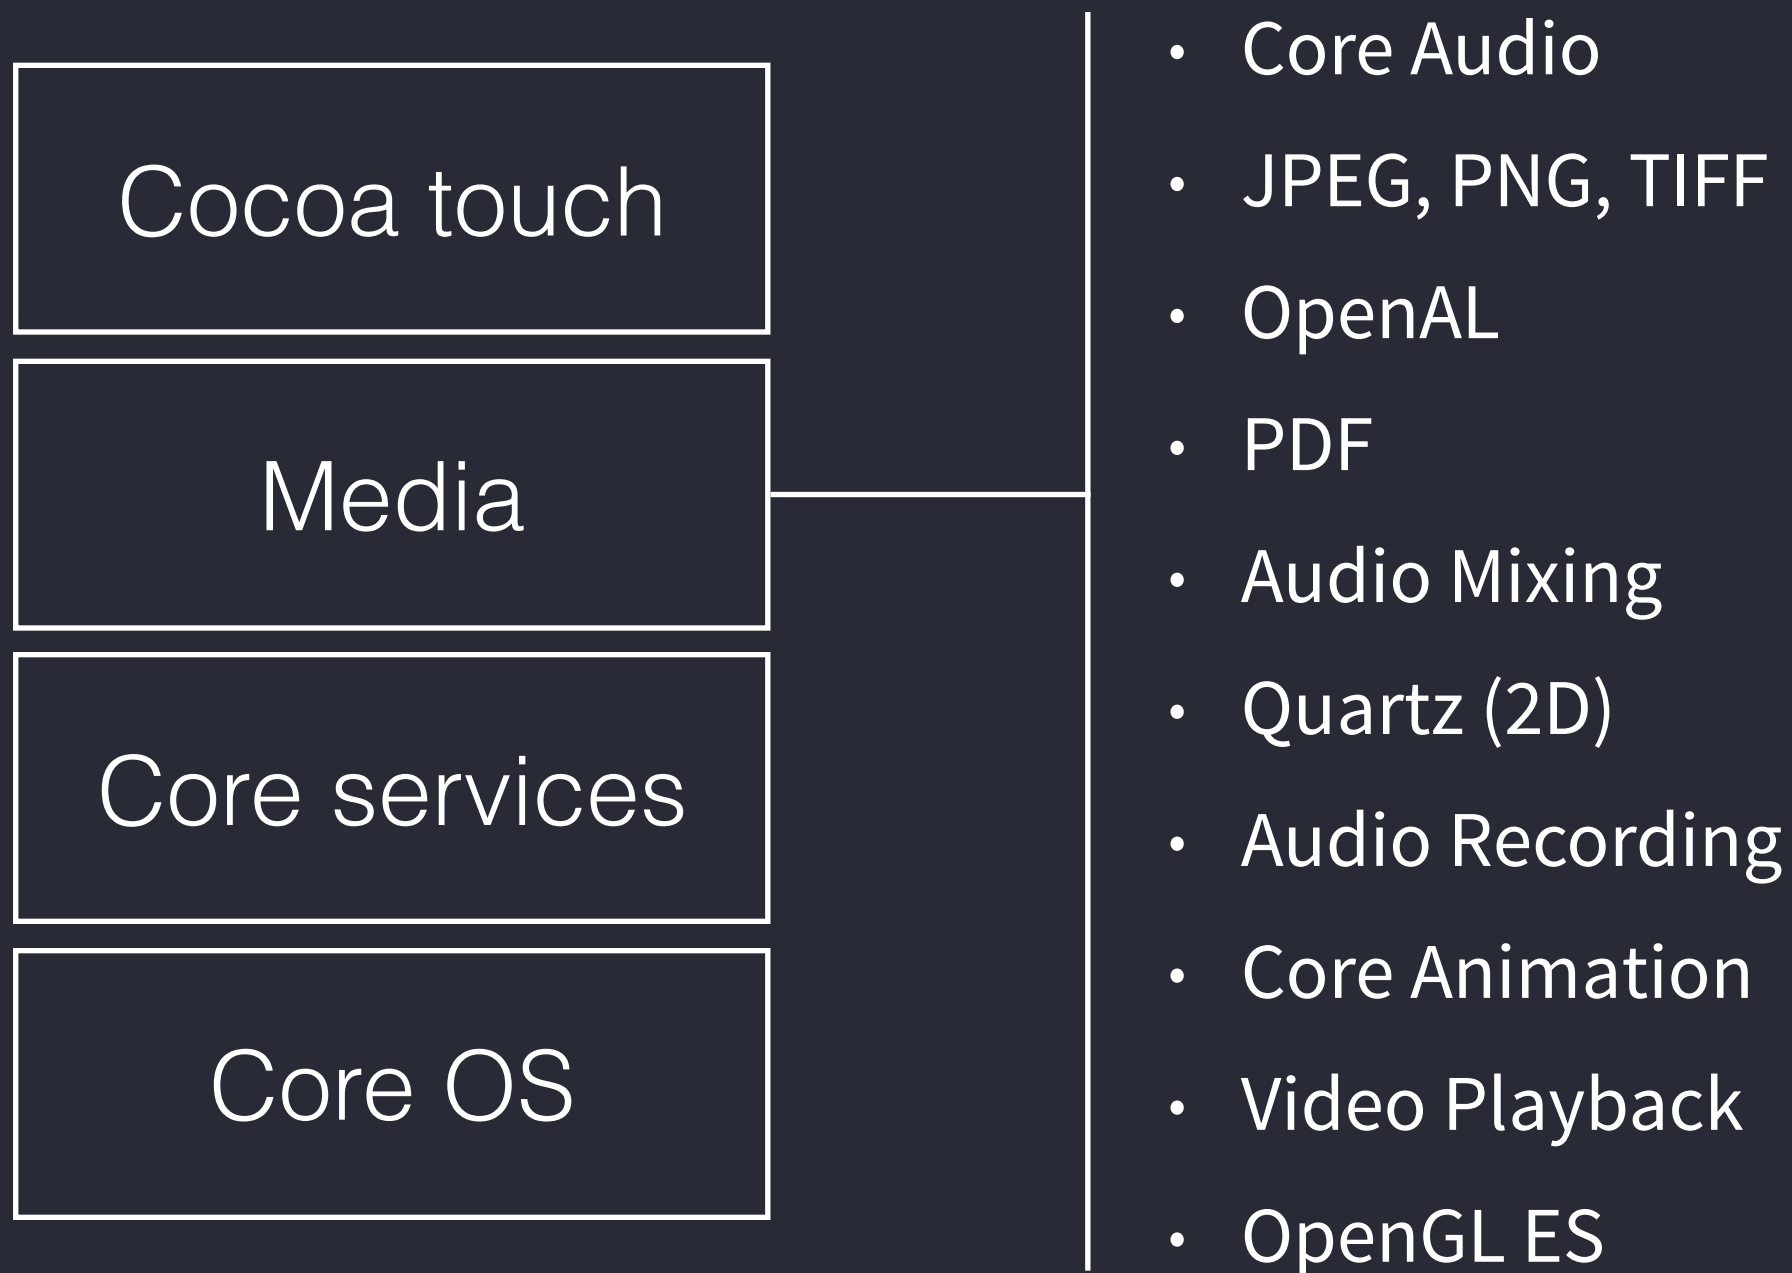 Cocoa touch
Media
Core services
Core OS
• Core Audio
• JPEG, PNG, TIFF
• OpenAL
• PDF
• Audio Mixing
• Quartz (2D)
• Audio Recording
• Core Animation
• Video Playback
• OpenGL ES